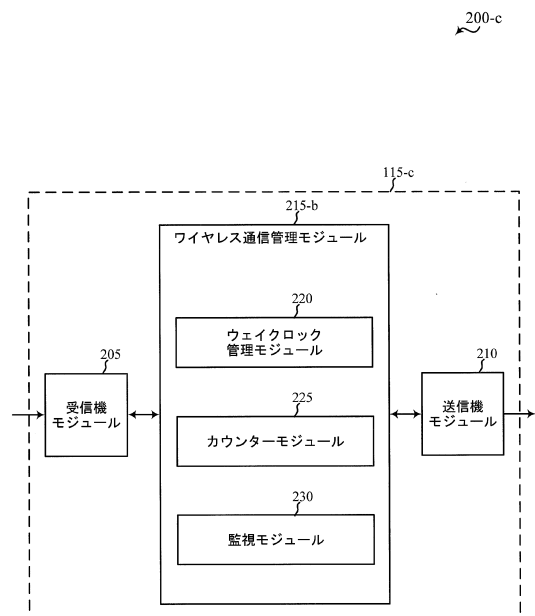 200-c
115-c
215-b
ワイヤレス通信管理モジュール
220
ウェイクロック
管理モジュール
205
受信機
モジュール
210
送信機
モジュール
225
カウンターモジュール
230
監視モジュール